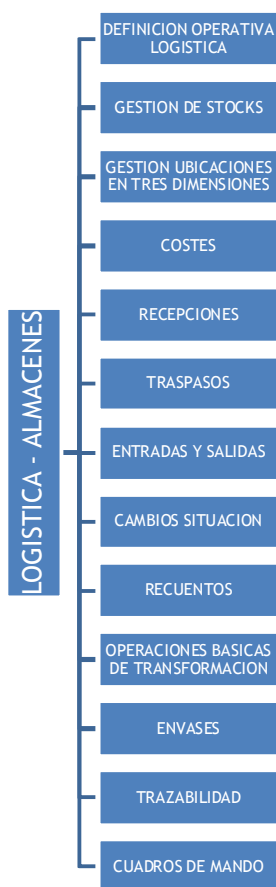 LOGISTICA - ALMACENES
DEFINICION OPERATIVA
LOGISTICA
GESTION DE STOCKS
GESTION UBICACIONES
EN TRES DIMENSIONES
COSTES
RECEPCIONES
TRASPASOS
ENTRADAS Y SALIDAS
CAMBIOS SITUACION
RECUENTOS
OPERACIONES BASICAS
DE TRANSFORMACION
ENVASES
TRAZABILIDAD
CUADROS DE MANDO